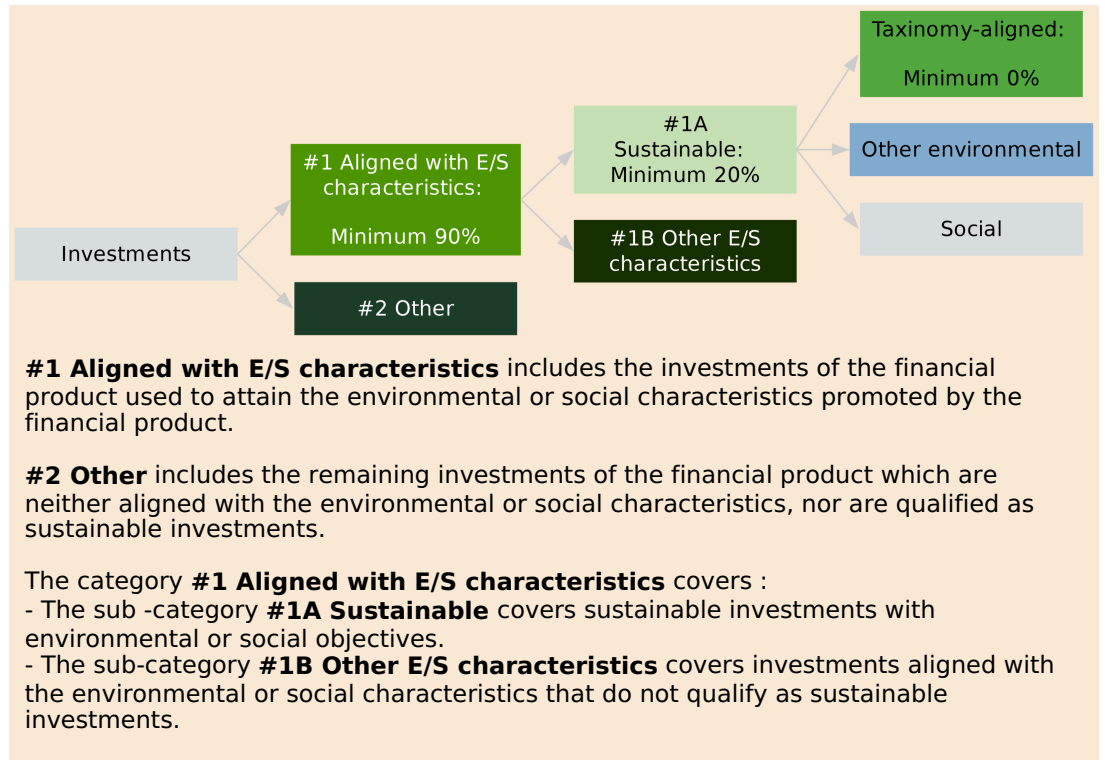 Taxinomy-aligned:
Minimum 0%
#1A
Sustainable:
Minimum 20%
Other environmental
#1 Aligned with E/S
characteristics:
Minimum 90%
Social
#1B Other E/S
characteristics
Investments
#2 Other
#1 Aligned with E/S characteristics includes the investments of the financial
product used to attain the environmental or social characteristics promoted by the
financial product.
#2 Other includes the remaining investments of the financial product which are
neither aligned with the environmental or social characteristics, nor are qualified as
sustainable investments.
The category #1 Aligned with E/S characteristics covers :
- The sub -category #1A Sustainable covers sustainable investments with
environmental or social objectives.
- The sub-category #1B Other E/S characteristics covers investments aligned with
the environmental or social characteristics that do not qualify as sustainable
investments.